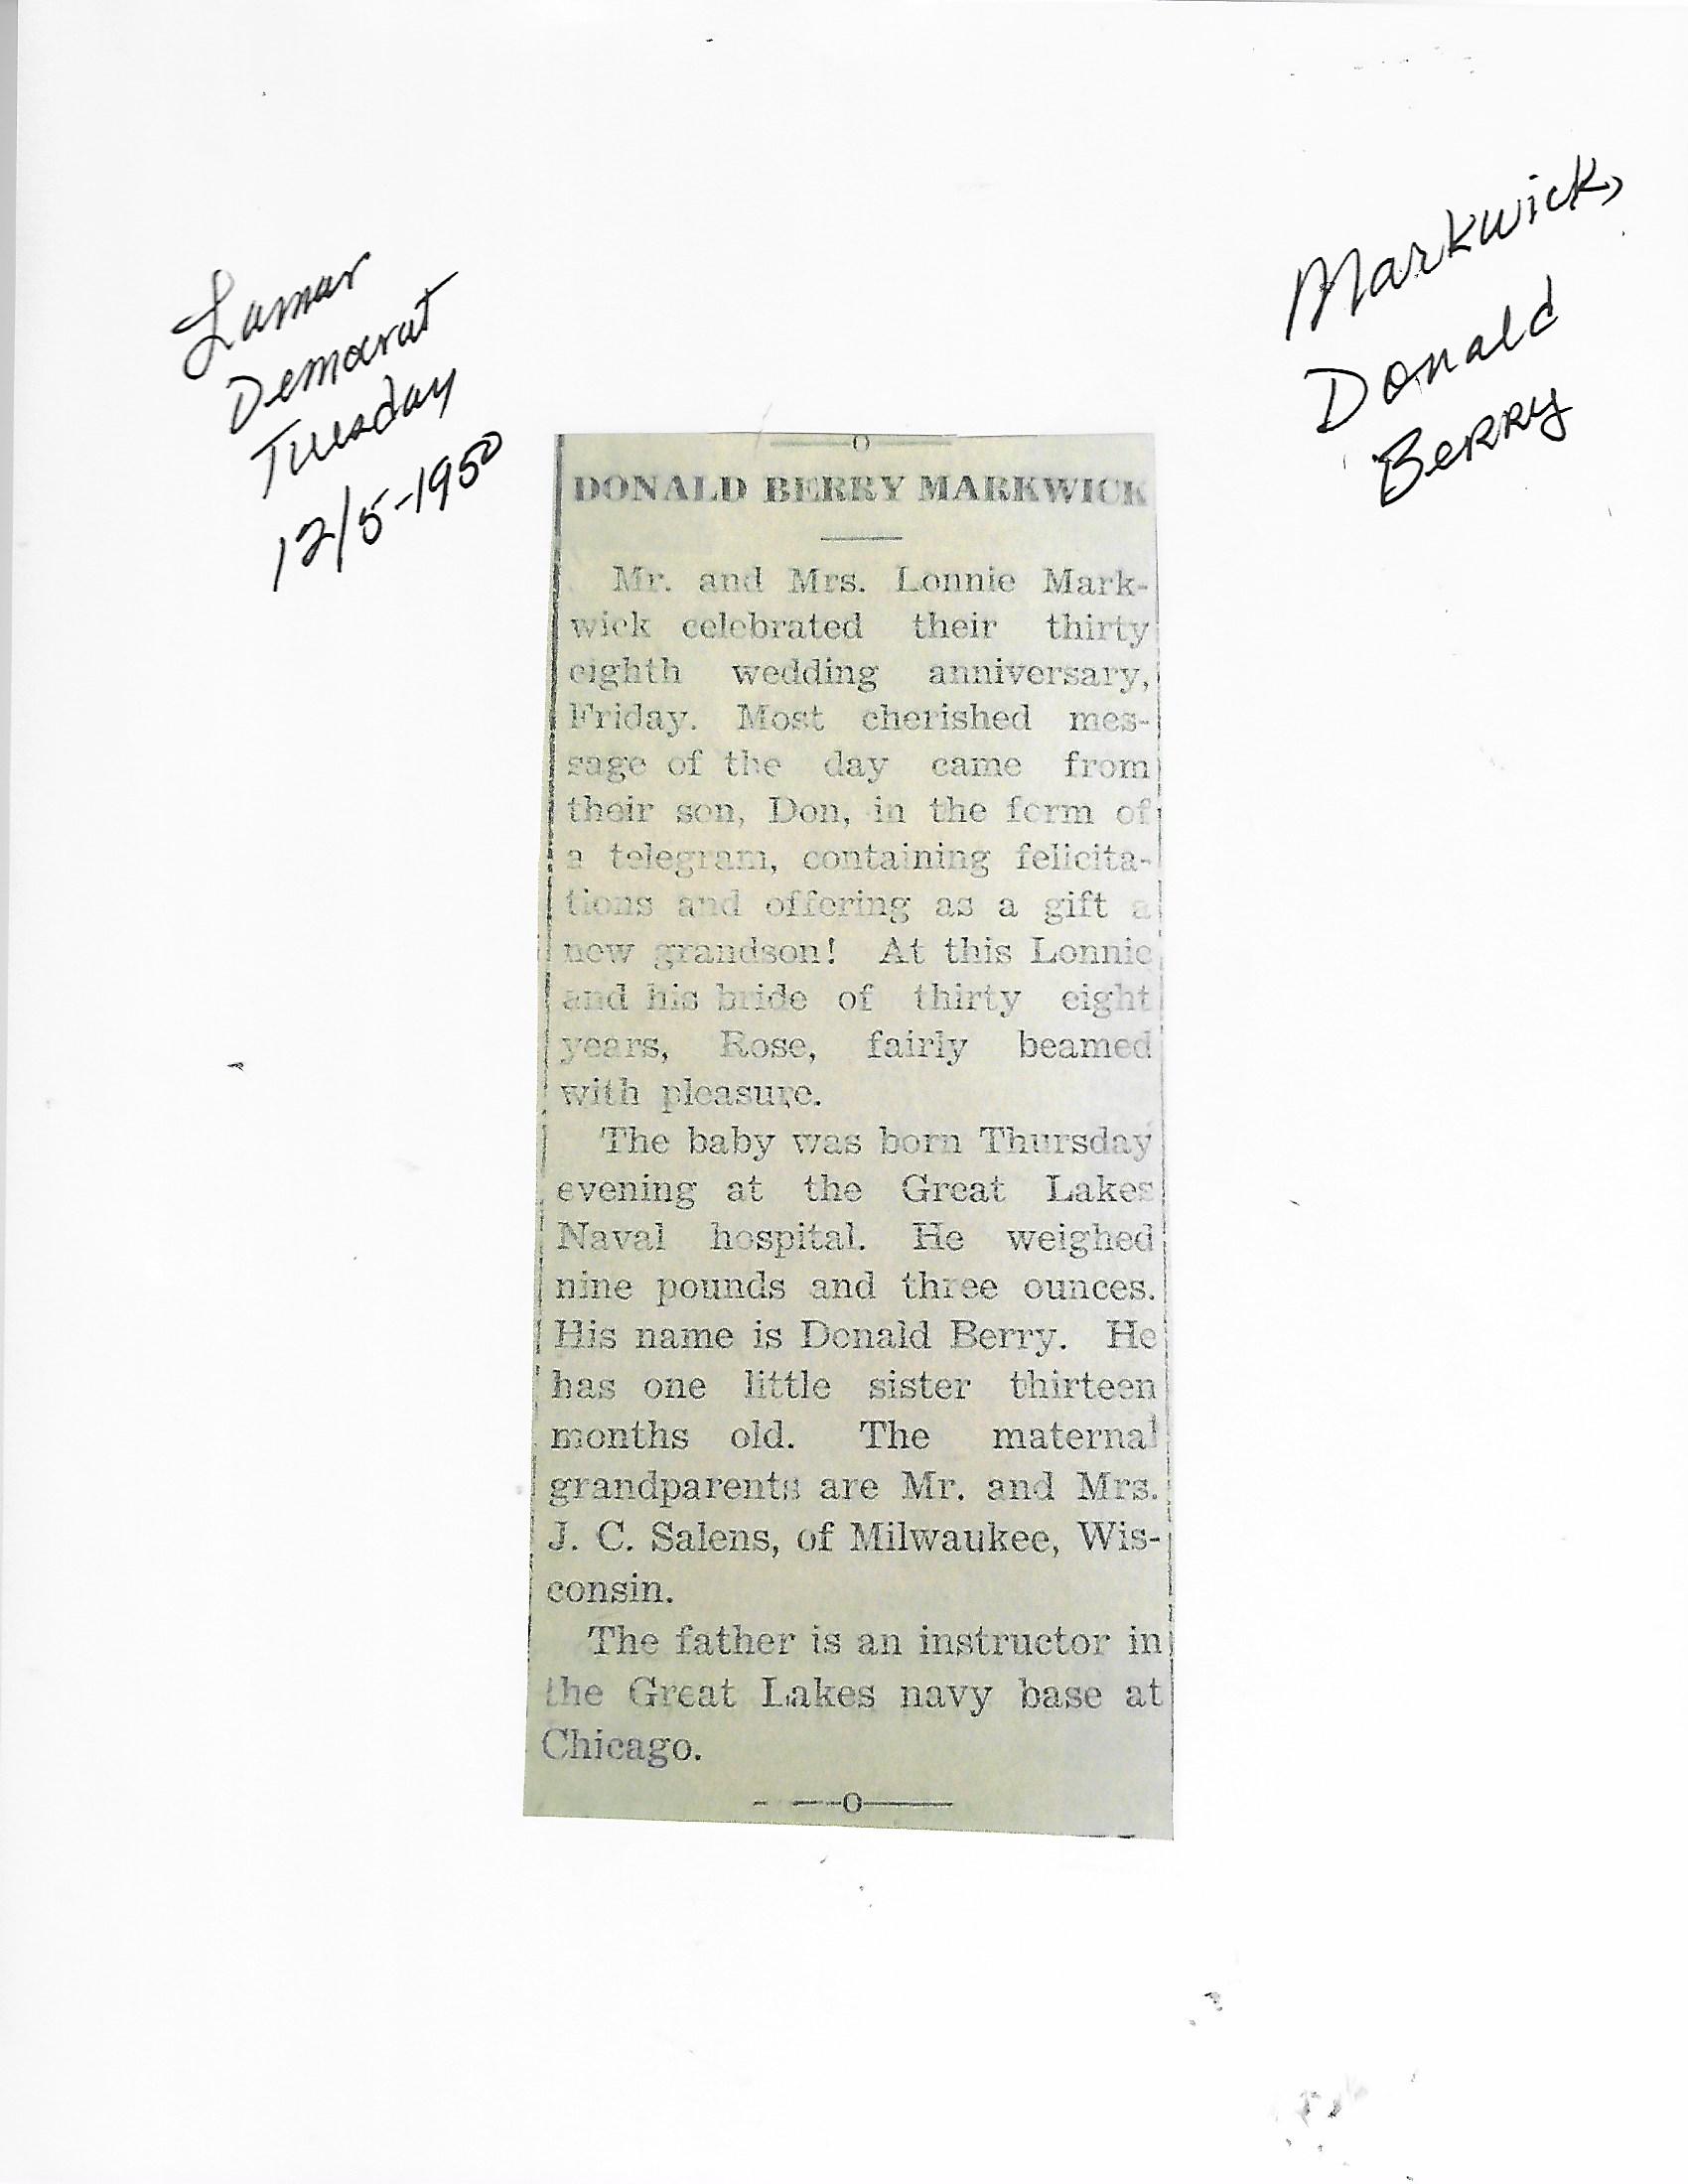 Lamar
Democrat
Tuesday
12/5-1950
Markwick,
Donald
Berry
DONALD BERRY MARKWICK
Mr. and Mrs. Lonnie Mark-
wick celebrated their thirty
eighth wedding anniversary,
Friday. Most cherished mes-
sage of the day came from
their son, Don, in the form of
a telegram, containing felicita-
tions and offering as a gift a
new grandson! At this Lonnie
and his bride of thirty eight
years, Rose, fairly beamed
with pleasure.
The baby was born Thursday
evening at the Great Lakes
Naval hospital. He weighed
nine pounds and three ounces.
His name is Donald Berry. He
has one little sister thirteen
months old. The maternal
grandparents are Mr. and Mrs.
J. C. Salens, of Milwaukee, Wis-
consin.
The father is an instructor in
the Great Lakes navy base at
Chicago.